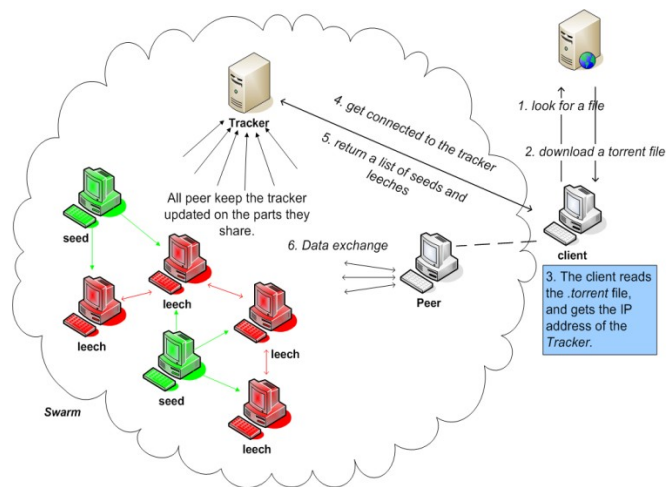 1. look for a file
2. download a torrent file
4. get connected to the tracker
5. return a list of seeds and
leeches
Tracker
All peer keep the tracker
updated on the parts they
share.
seed
client
6. Data exchange
3. The client reads
the .torrent file,
and gets the IP
address of the
Tracker.
Peer
leech
leech
leech
seed
Swarm
leech